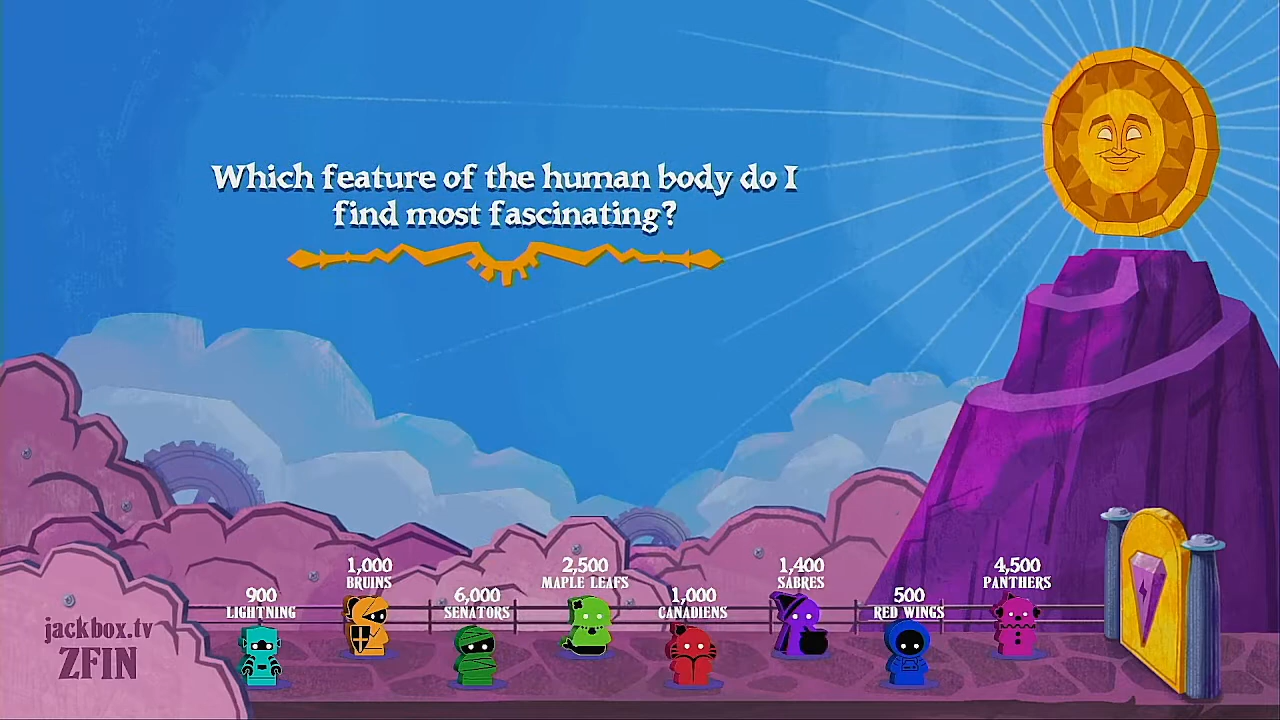 Which feature of the human body do I
find most fascinating?
900
LIGHTNING
1,000
BRUINS
6,000
SENATORS
2,500
MAPLE LEAFS
1,000
CANADIENS
1,400
SABRES
500
RED WINGS
4,500
PANTHERS
jackbox.tv
ZFIN